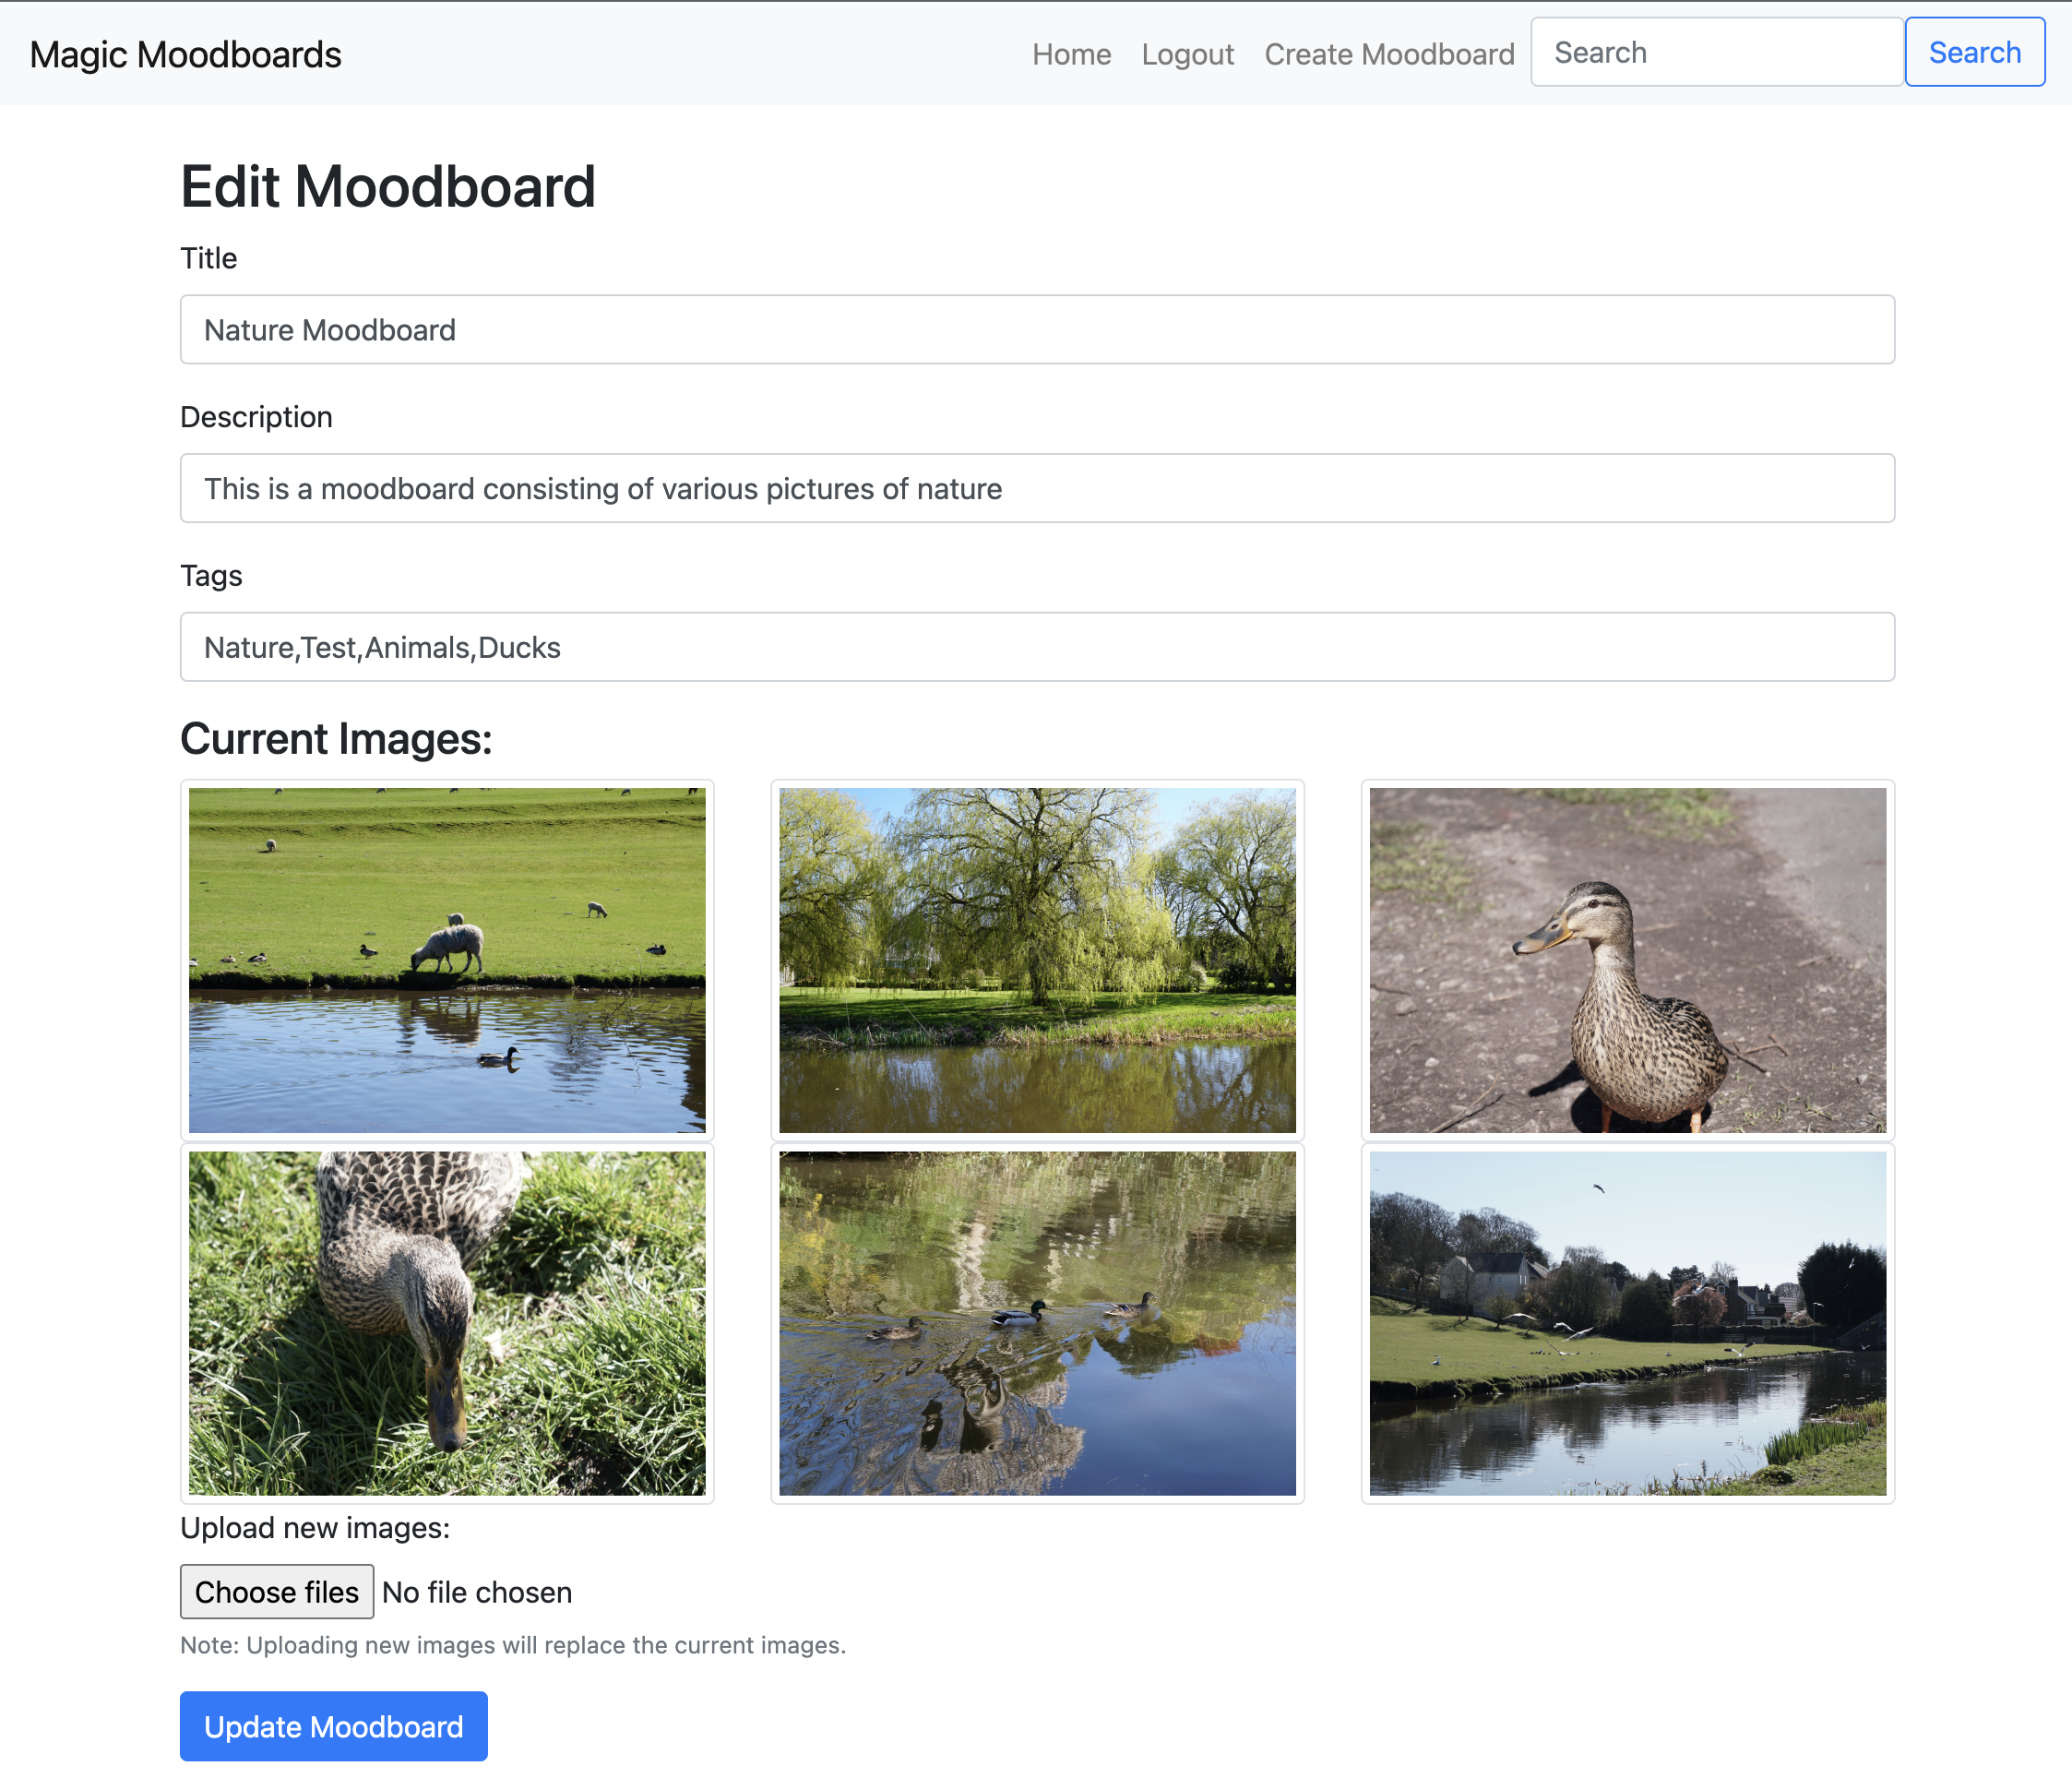 Magic Moodboards
Home Logout Create Moodboard Search Search
Edit Moodboard
Title
Nature Moodboard
Description
This is a moodboard consisting of various pictures of nature
Tags
Nature,Test,Animals,Ducks
Current Images:
Upload new images:
Choose files No file chosen
Note: Uploading new images will replace the current images.
Update Moodboard